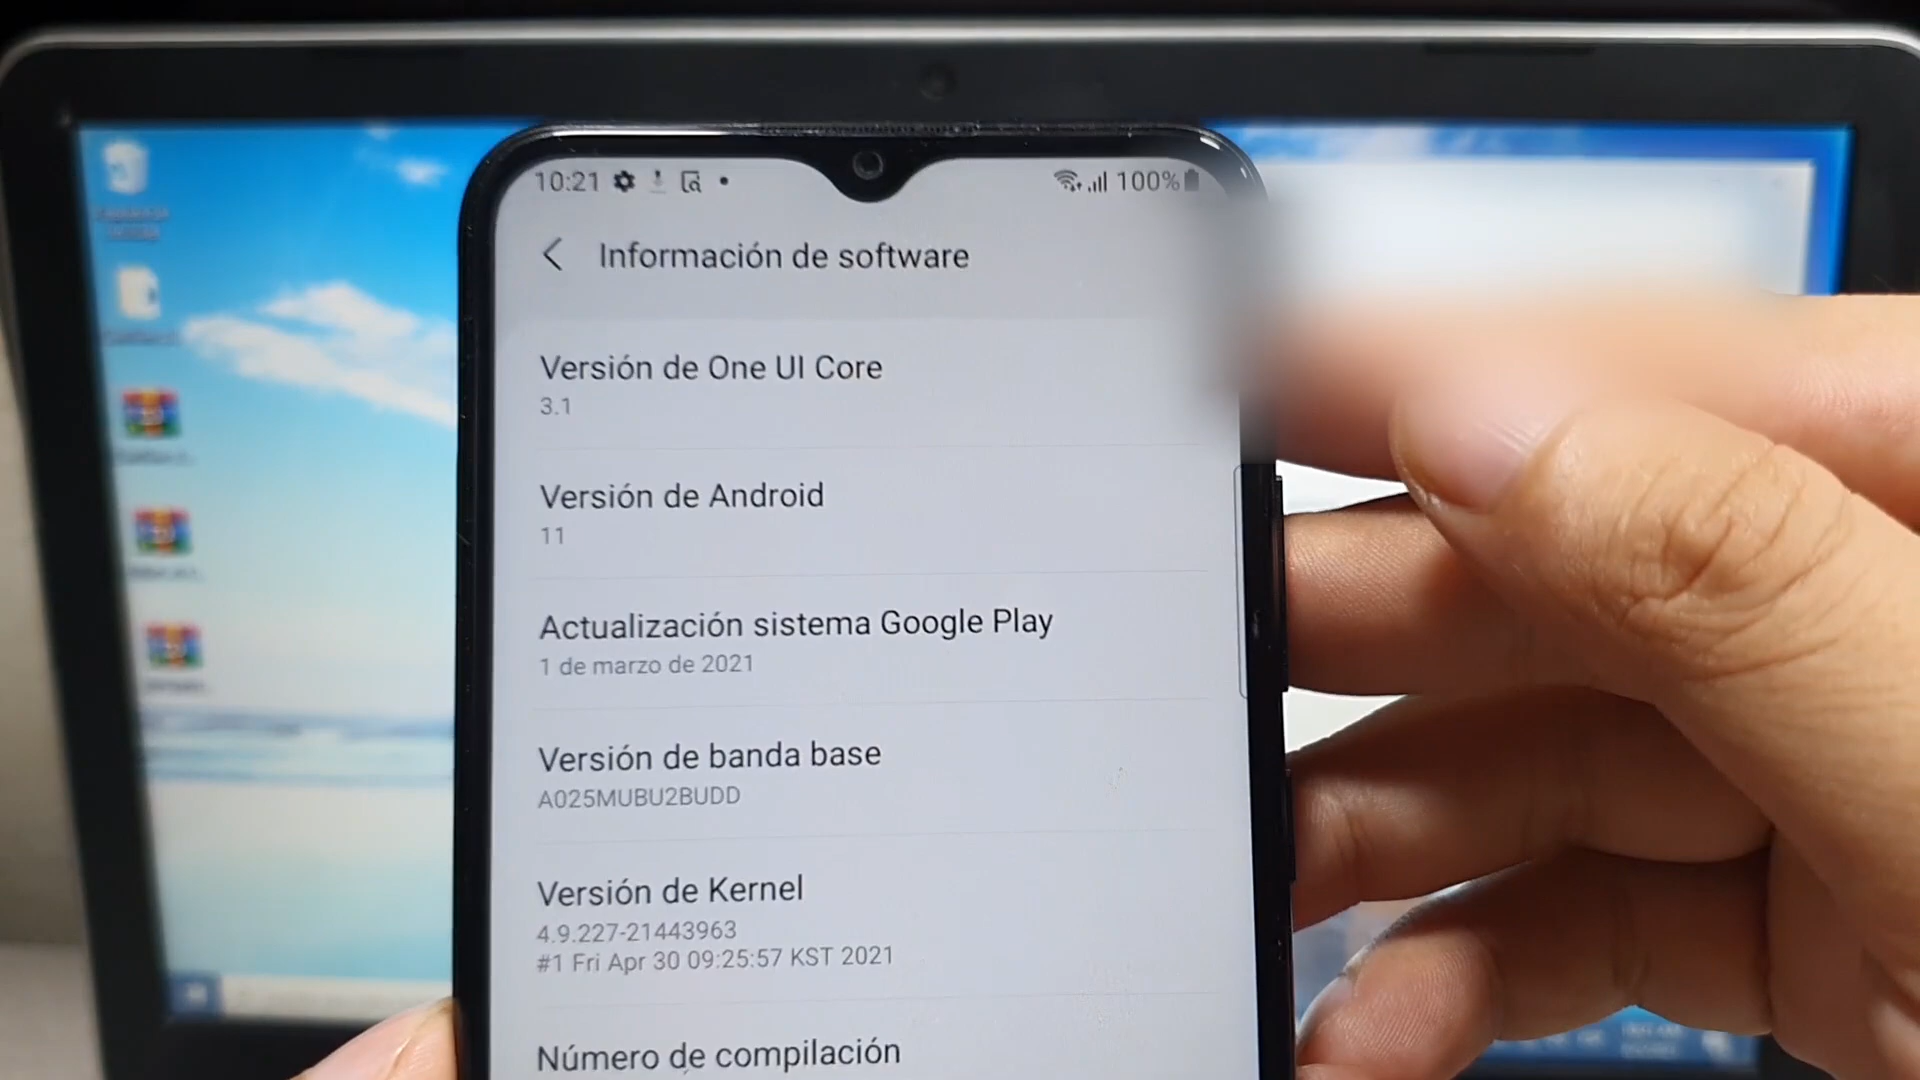 10:21
100%
Información de software
Versión de One UI Core
3.1
Versión de Android
11
Actualización sistema Google Play
1 de marzo de 2021
Versión de banda base
A025MUBU2BUDD
Versión de Kernel
4.9.227-21443963
#1 Fri Apr 30 09:25:57 KST 2021
Número de compilación